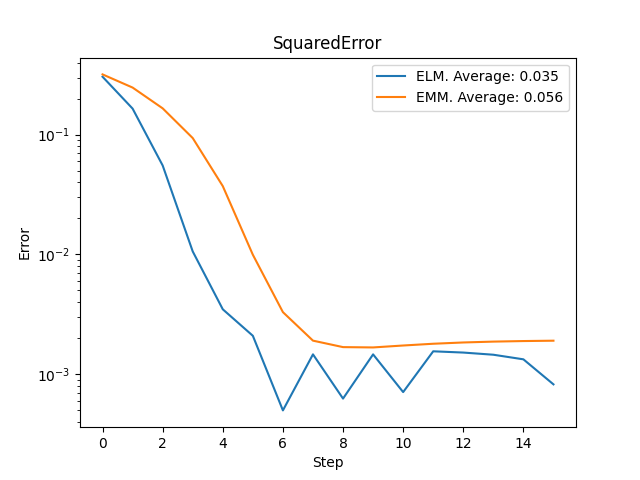 SquaredError
ELM. Average: 0.035
EMM. Average: 0.056
Error
10⁻¹
10⁻²
10⁻³
0 2 4 6 8 10 12 14
Step